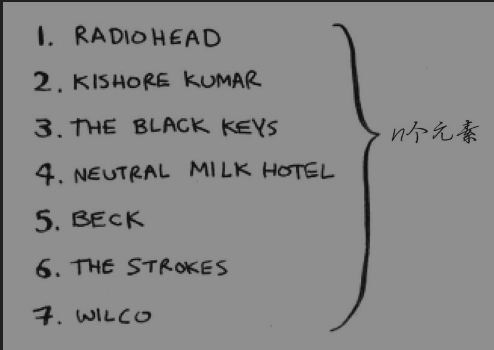 1. RADIOHEAD
2. KISHORE KUMAR
3. THE BLACK KEYS
n个元素
4. NEUTRAL MILK HOTEL
5. BECK
6. THE STROKES
7. WILCO